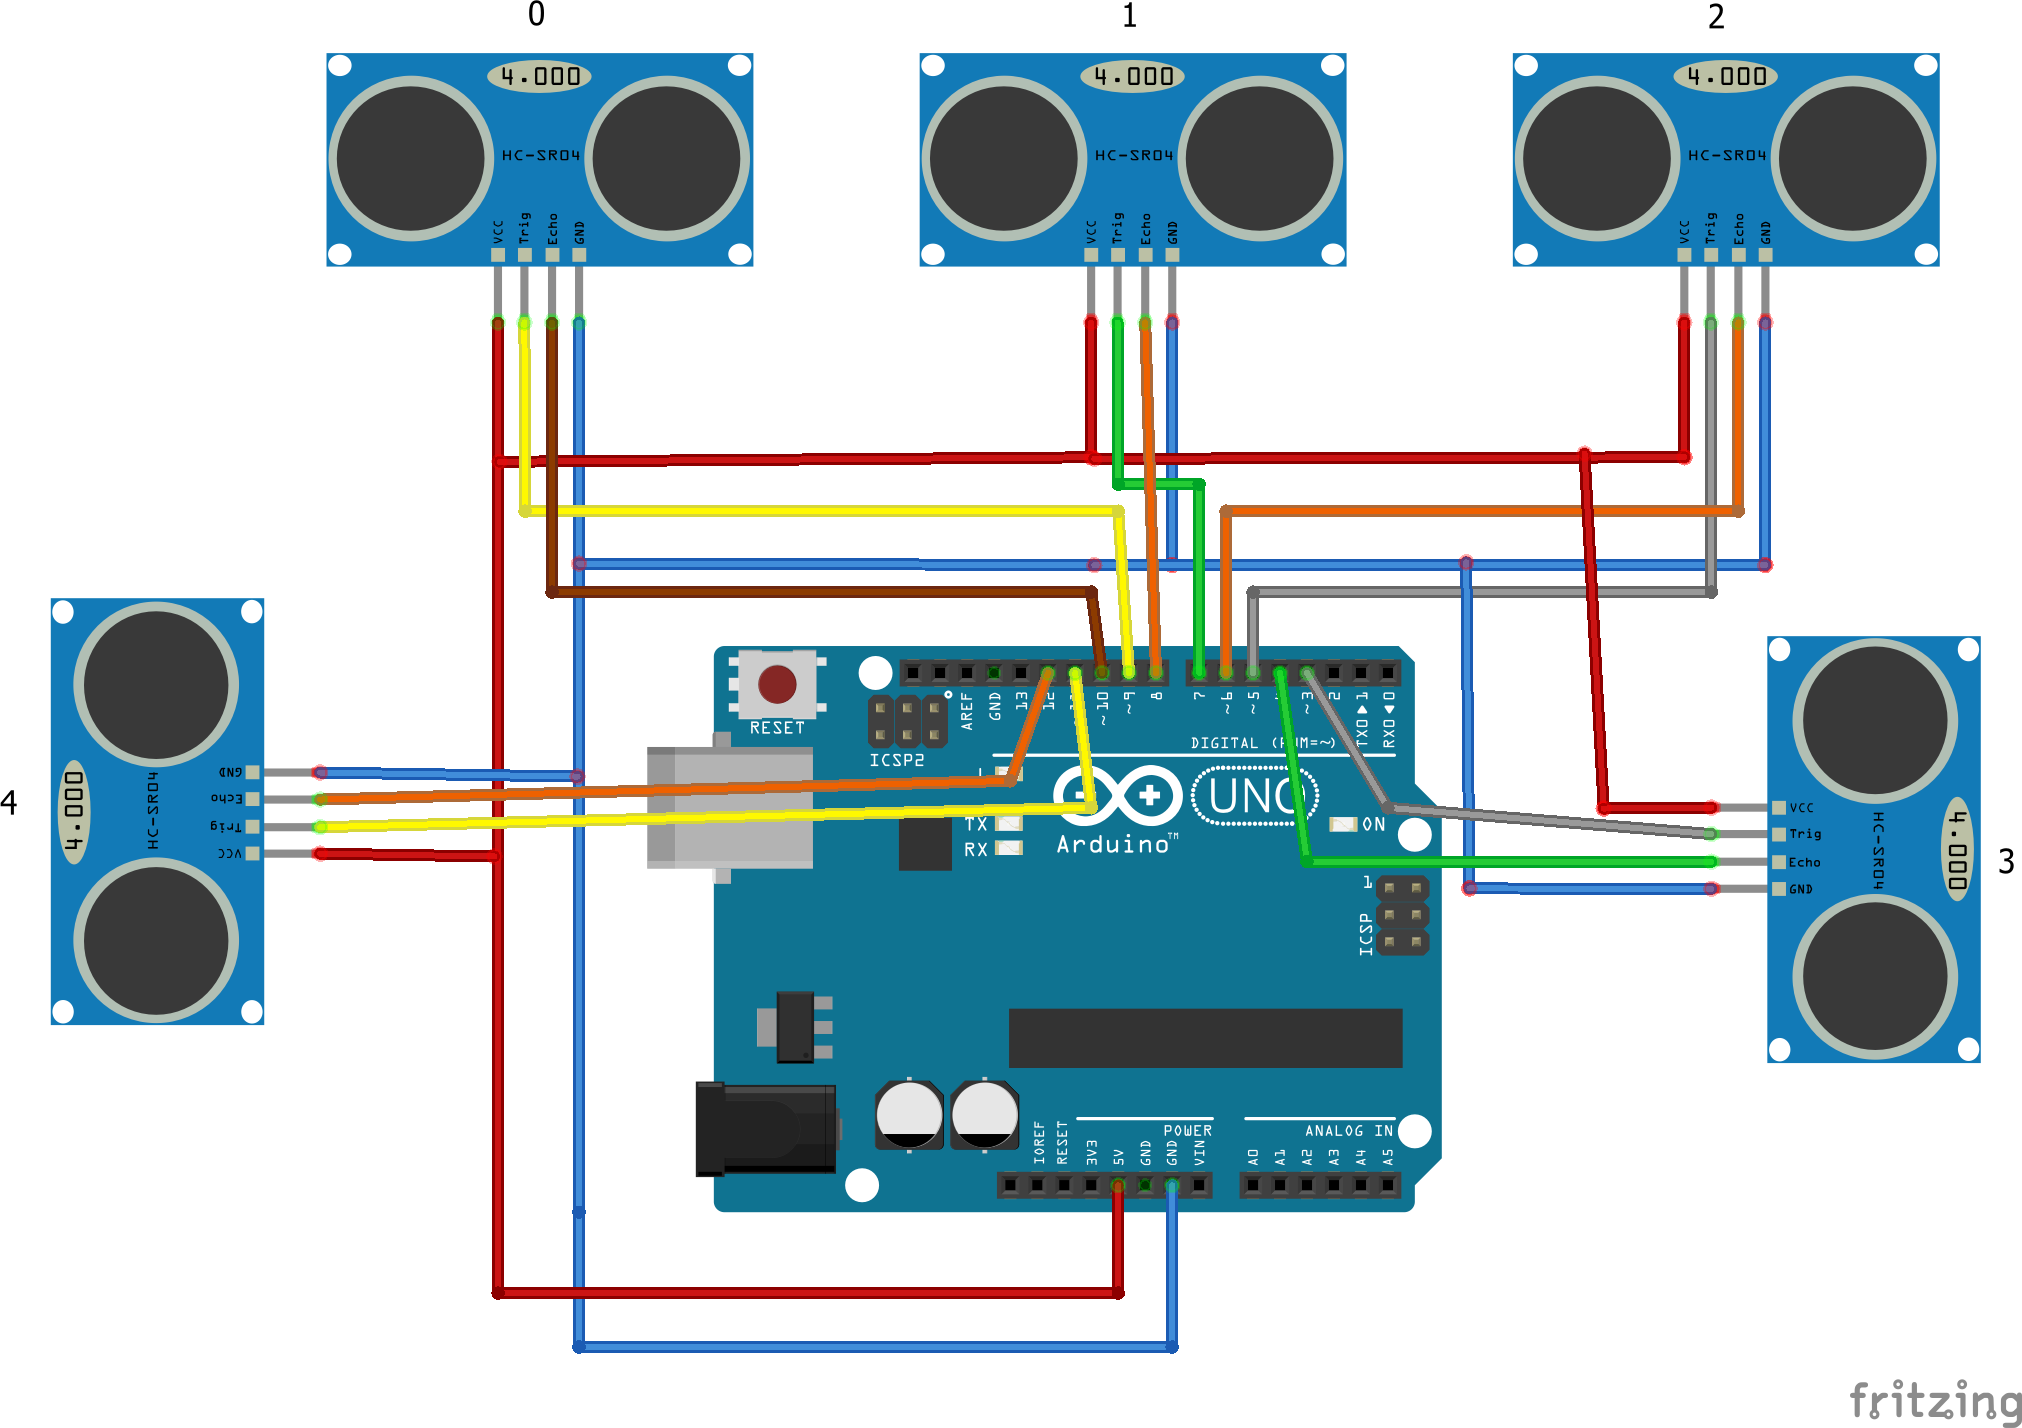 0
1
2
4.000
4.000
4.000
HC-SR04
HC-SR04
HC-SR04
VCC Trig Echo GND
VCC Trig Echo GND
VCC Trig Echo GND
4
4.000
HC-SR04
GND
Echo
Trig
VCC
3
4.000
HC-SR04
VCC
Trig
Echo
GND
RESET
ICSP2
AREF
GND
13
12
~10
~9
8
7
~6
~5
~3
2
TX0▶1
RX0◀0
DIGITAL (PWM=~)
L
TX
RX
UNO
Arduino™
ON
1
ICSP
IOREF
RESET
3V3
5V
GND
GND
VIN
POWER
ANALOG IN
A0
A1
A2
A3
A4
A5
fritzing